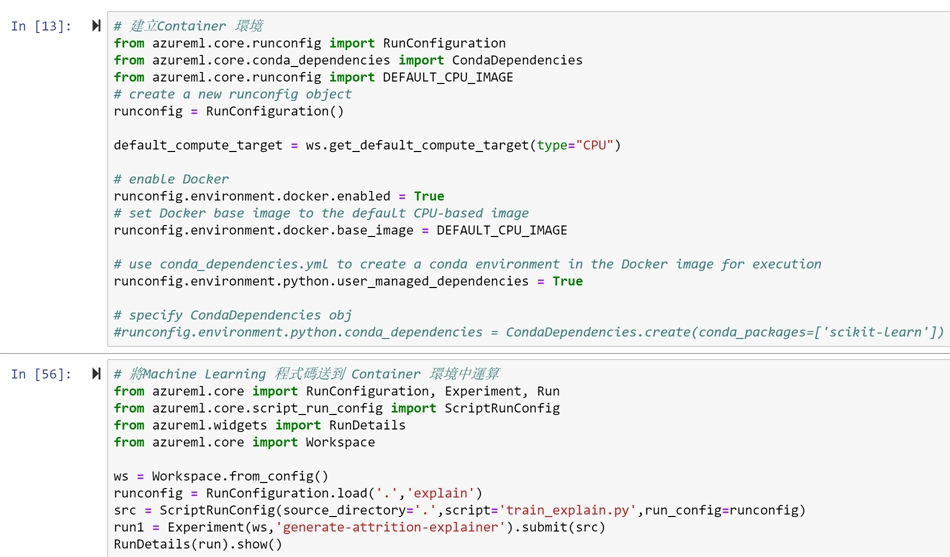 In [13]:
# 建立Container 環境
from azureml.core.runconfig import RunConfiguration
from azureml.core.conda_dependencies import CondaDependencies
from azureml.core.runconfig import DEFAULT_CPU_IMAGE
# create a new runconfig object
runconfig = RunConfiguration()
default_compute_target = ws.get_default_compute_target(type="CPU")
# enable Docker
runconfig.environment.docker.enabled = True
# set Docker base image to the default CPU-based image
runconfig.environment.docker.base_image = DEFAULT_CPU_IMAGE
# use conda_dependencies.yml to create a conda environment in the Docker image for execution
runconfig.environment.python.user_managed_dependencies = True
# specify CondaDependencies obj
#runconfig.environment.python.conda_dependencies = CondaDependencies.create(conda_packages=['scikit-learn'])
In [56]:
# 將Machine Learning 程式碼送到 Container 環境中運算
from azureml.core import RunConfiguration, Experiment, Run
from azureml.core.script_run_config import ScriptRunConfig
from azureml.widgets import RunDetails
from azureml.core import Workspace
ws = Workspace.from_config()
runconfig = RunConfiguration.load('.','explain')
src = ScriptRunConfig(source_directory='.',script='train_explain.py',run_config=runconfig)
run1 = Experiment(ws,'generate-attrition-explainer').submit(src)
RunDetails(run).show()